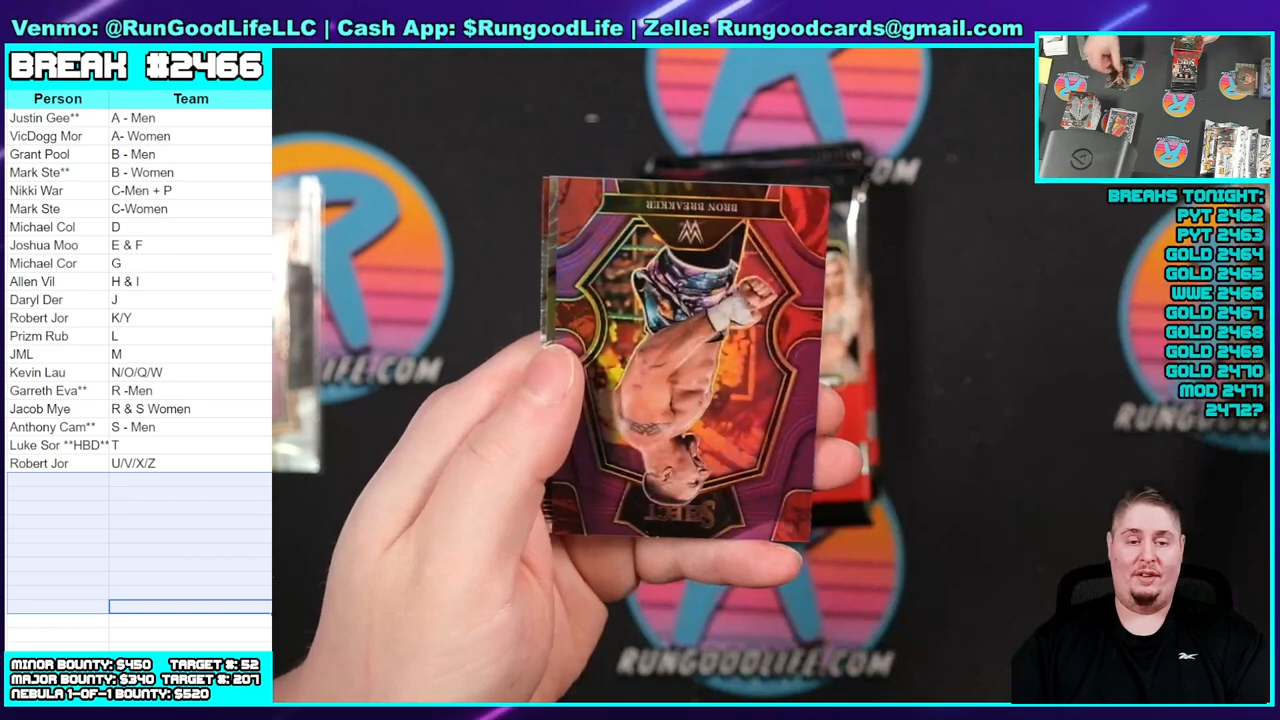 Venmo: @RunGoodLifeLLC | Cash App: $RungoodLife | Zelle: Rungoodcards@gmail.com
BREAK #2466
Person Team
Justin Gee** A - Men
VicDogg Mor A- Women
Grant Pool B - Men
Mark Ste** B - Women
Nikki War C-Men + P
Mark Ste C-Women
Michael Col D
Joshua Moo E & F
Michael Cor G
Allen Vil H & I
Daryl Der J
Robert Jor K/Y
Prizm Rub L
JML M
Kevin Lau N/O/Q/W
Garreth Eva** R -Men
Jacob Mye R & S Women
Anthony Cam** S - Men
Luke Sor **HBD** T
Robert Jor U/V/X/Z
MINOR BOUNTY: $450 TARGET #: 52
MAJOR BOUNTY: $340 TARGET #: 207
NEBULA 1-OF-1 BOUNTY: $520
BRON BREAKKER
W
SELECT
LIFE.COM
RUNGOODLIFE.COM
BREAKS TONIGHT:
PYT 2462
PYT 2463
GOLD 2464
GOLD 2465
WWE 2466
GOLD 2467
GOLD 2468
GOLD 2469
GOLD 2470
MOD 2471
2472?